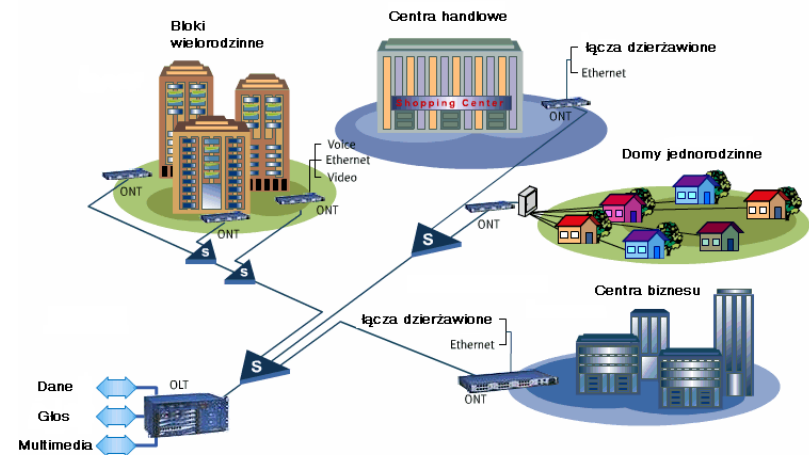 Bloki
wielorodzinne
Centra handlowe
łącza dzierżawione
Ethernet
Shopping Center
ONT
Voice
Ethernet
Video
ONT
ONT
ONT
Domy jednorodzinne
ONT
S
S
S
Centra biznesu
łącza dzierżawione
Ethernet
S
ONT
OLT
Dane
Głos
Multimedia